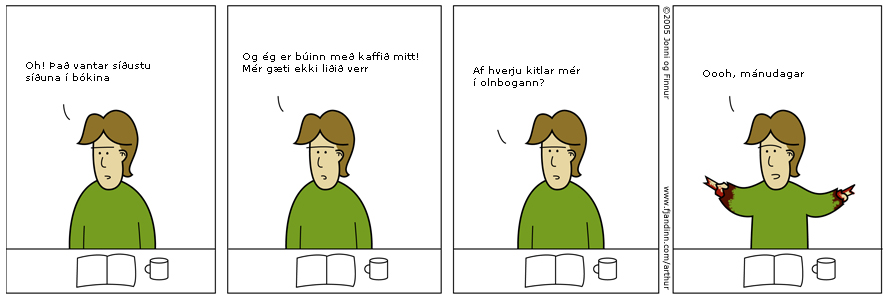 Oh! Það vantar síðustu
síðuna í bókina
Og ég er búinn með kaffið mitt!
Mér gæti ekki liðið verr
Af hverju kitlar mér
í olnbogann?
©2005 Jonni og Finnur
www.fjandinn.com/arthur
Oooh, mánudagar